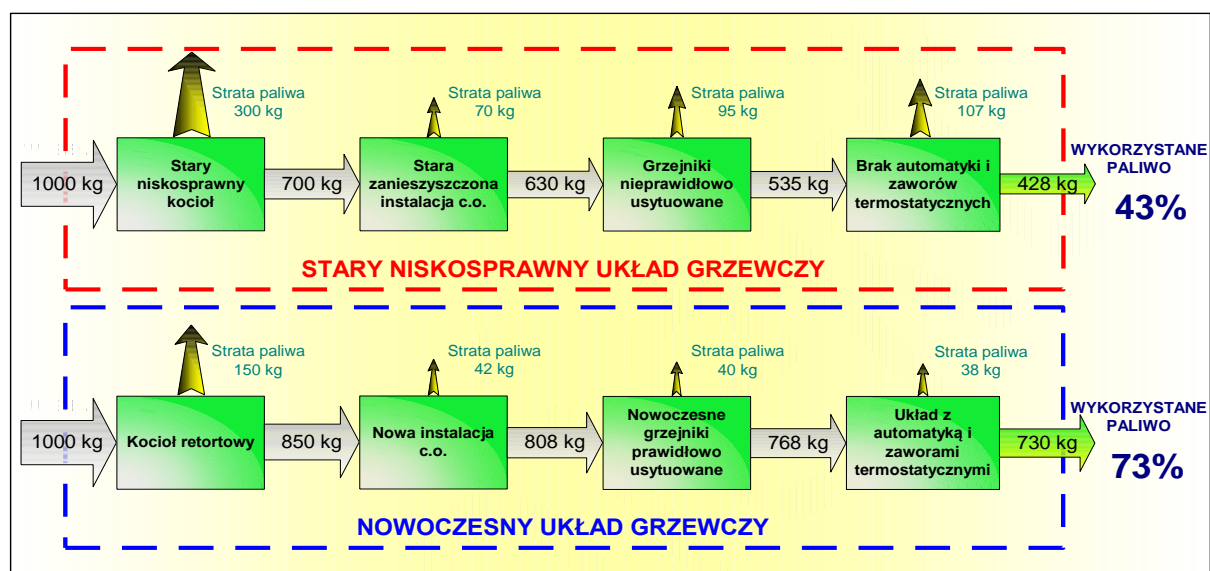 Strata paliwa
300 kg
Strata paliwa
70 kg
Strata paliwa
95 kg
Strata paliwa
107 kg
1000 kg
Stary
niskosprawny
kocioł
700 kg
Stara
zanieszyszczona
instalacja c.o.
630 kg
Grzejniki
nieprawidłowo
usytuowane
535 kg
Brak automatyki i
zaworów
termostatycznych
428 kg
WYKORZYSTANE
PALIWO
43%
STARY NISKOSPRAWNY UKŁAD GRZEWCZY
Strata paliwa
150 kg
Strata paliwa
42 kg
Strata paliwa
40 kg
Strata paliwa
38 kg
1000 kg
Kocioł retortowy
850 kg
Nowa instalacja
c.o.
808 kg
Nowoczesne
grzejniki
prawidłowo
usytuowane
768 kg
Układ z
automatyką i
zaworami
termostatycznymi
730 kg
WYKORZYSTANE
PALIWO
73%
NOWOCZESNY UKŁAD GRZEWCZY